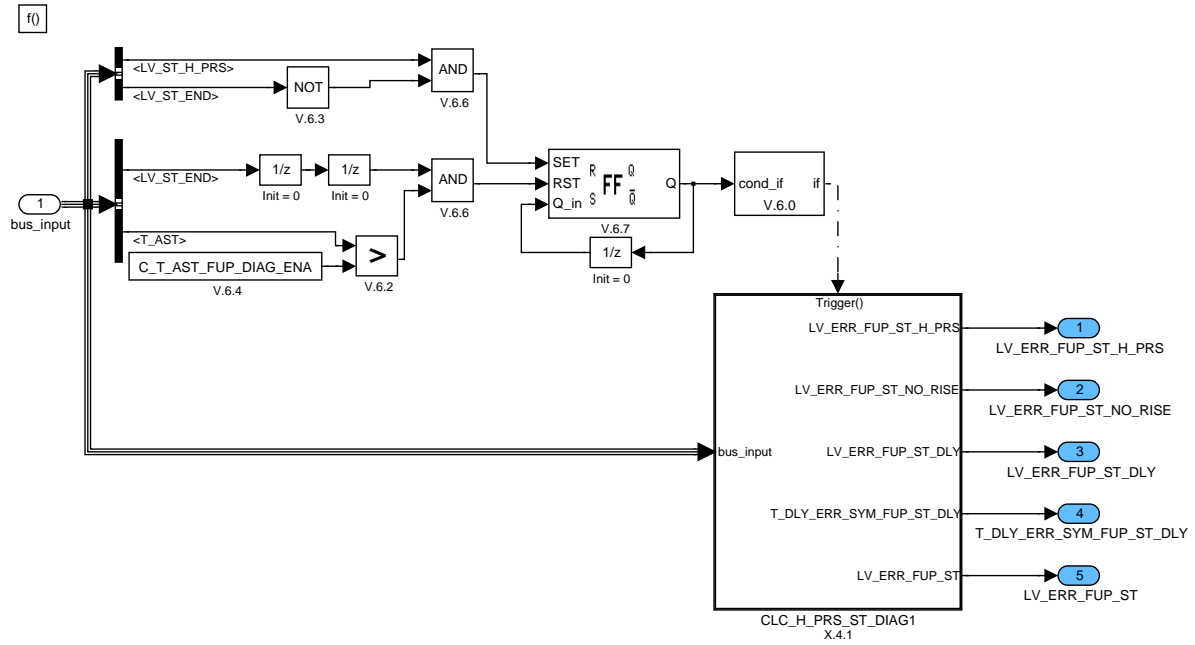 f()
<LV_ST_H_PRS>
<LV_ST_END>
NOT
V.6.3
AND
V.6.6
<LV_ST_END>
1/z
Init = 0
1/z
Init = 0
AND
V.6.6
1
bus_input
<T_AST>
C_T_AST_FUP_DIAG_ENA
V.6.4
>
V.6.2
SET
RST
Q_in
R
S
FF
Q
Q
Q
V.6.7
1/z
Init = 0
cond_if
if
V.6.0
Trigger()
bus_input
LV_ERR_FUP_ST_H_PRS
LV_ERR_FUP_ST_NO_RISE
LV_ERR_FUP_ST_DLY
T_DLY_ERR_SYM_FUP_ST_DLY
LV_ERR_FUP_ST
CLC_H_PRS_ST_DIAG1
X.4.1
1
LV_ERR_FUP_ST_H_PRS
2
LV_ERR_FUP_ST_NO_RISE
3
LV_ERR_FUP_ST_DLY
4
T_DLY_ERR_SYM_FUP_ST_DLY
5
LV_ERR_FUP_ST